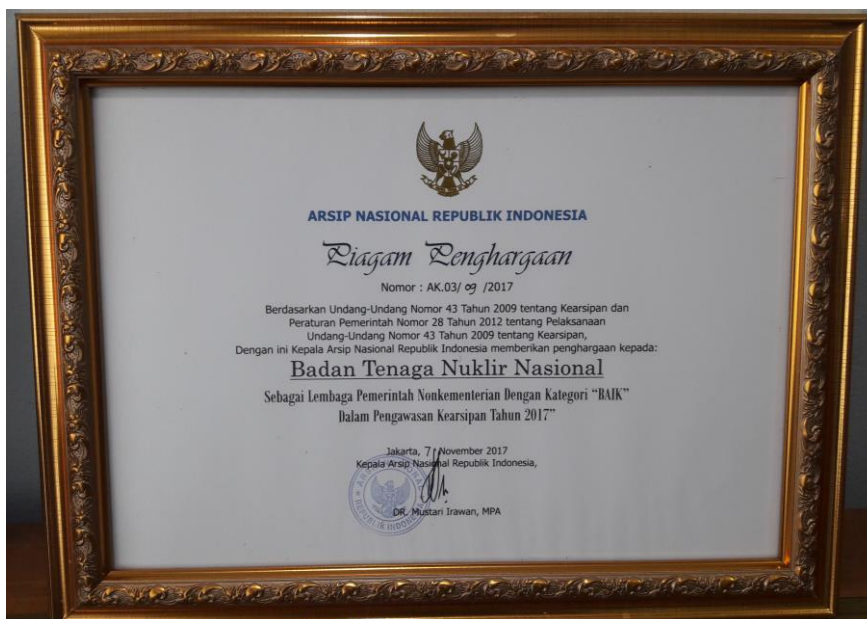 ARSIP NASIONAL REPUBLIK INDONESIA
Piagam Penghargaan
Nomor : AK.03/ 09 /2017
Berdasarkan Undang-Undang Nomor 43 Tahun 2009 tentang Kearsipan dan
Peraturan Pemerintah Nomor 28 Tahun 2012 tentang Pelaksanaan
Undang-Undang Nomor 43 Tahun 2009 tentang Kearsipan,
Dengan ini Kepala Arsip Nasional Republik Indonesia memberikan penghargaan kepada:
Badan Tenaga Nuklir Nasional
Sebagai Lembaga Pemerintah Nonkementerian Dengan Kategori “BAIK”
Dalam Pengawasan Kearsipan Tahun 2017”
Jakarta, 7 November 2017
Kepala Arsip Nasional Republik Indonesia,
ARSIP NASIONAL
REPUBLIK INDONESIA
DR. Mustari Irawan, MPA